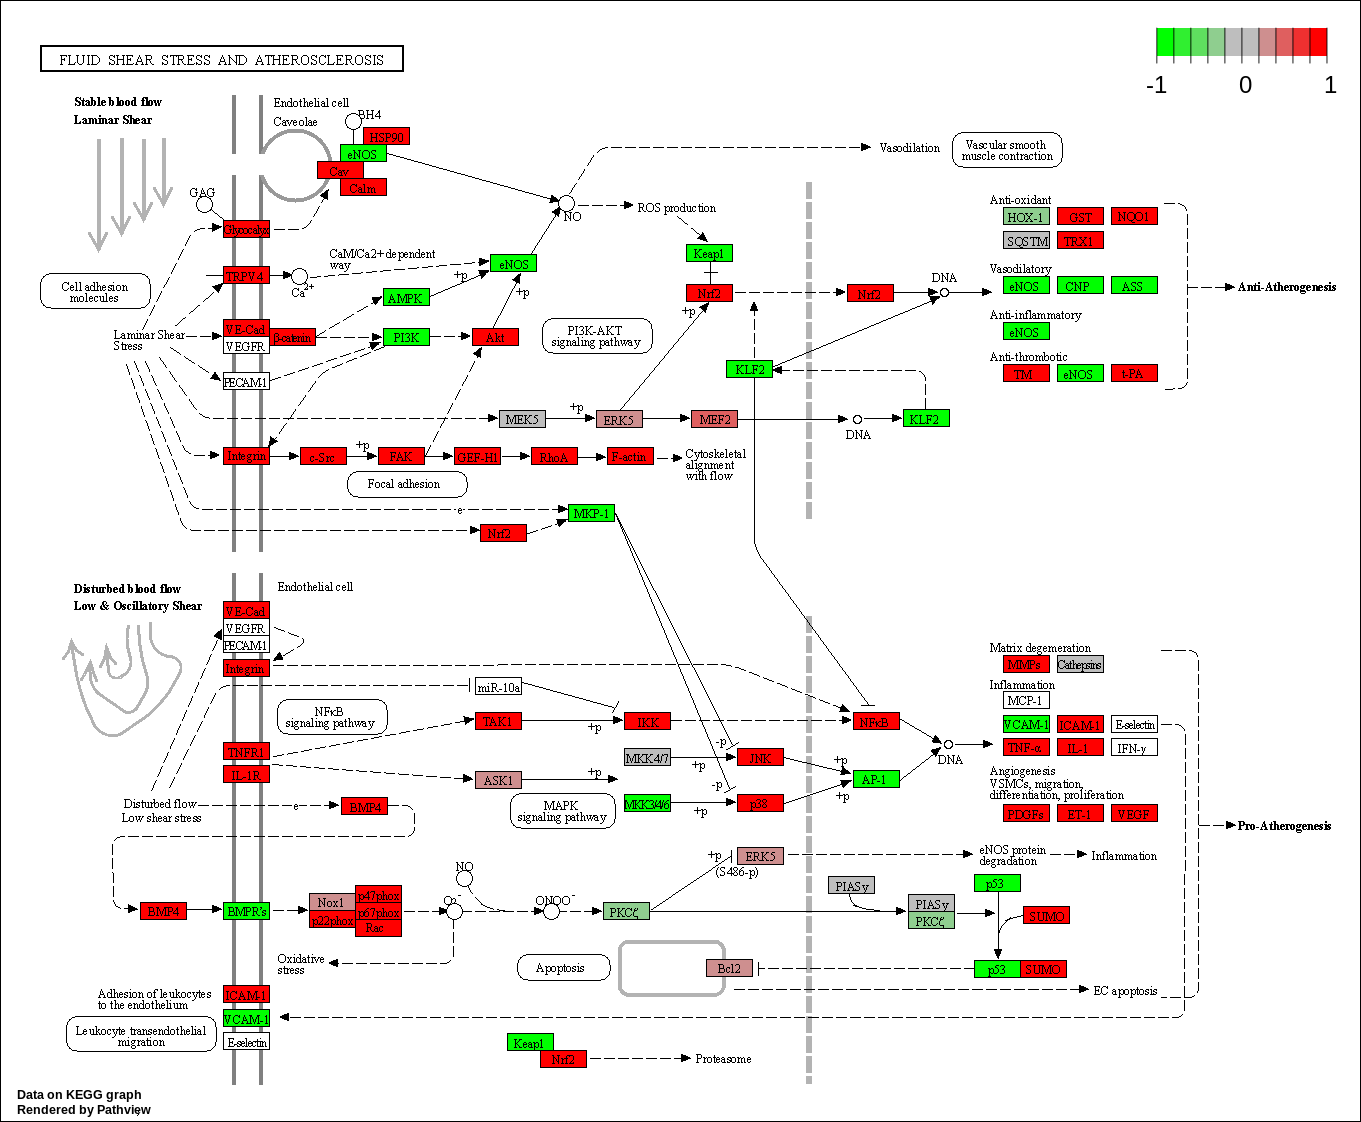 FLUID SHEAR STRESS AND ATHEROSCLEROSIS
-1 0 1
Stable blood flow
Laminar Shear
Endothelial cell
Caveolae
BH4
HSP90
eNOS
Cav
Calm
Vasodilation
Vascular smooth
muscle contraction
GAG
Glycocalyx
NO
ROS production
Anti-oxidant
HOX-1
GST
NQO1
SQSTM
TRX1
CaM/Ca2+ dependent
way
TRPV4
Ca2+
eNOS
Keap1
+p
Cell adhesion
molecules
AMPK
+p
Nrf2
+p
Nrf2
DNA
Vasodilatory
eNOS
CNP
ASS
Anti-Atherogenesis
Laminar Shear
Stress
VE-Cad
β-catenin
VEGFR
PI3K
Akt
PI3K-AKT
signaling pathway
Anti-inflammatory
eNOS
PECAM-1
KLF2
Anti-thrombotic
TM
eNOS
t-PA
MEK5
+p
ERK5
MEF2
DNA
KLF2
Integrin
c-Src
+p
FAK
GEF-H1
RhoA
F-actin
Cytoskeletal
alignment
with flow
Focal adhesion
e
MKP-1
Nrf2
Disturbed blood flow
Low & Oscillatory Shear
Endothelial cell
VE-Cad
VEGFR
PECAM-1
Integrin
miR-10a
Matrix degeneration
MMPs
Cathepsins
Inflammation
MCP-1
NFκB
signaling pathway
TAK1
IKK
+p
NFκB
VCAM-1
ICAM-1
E-selectin
TNFR1
IL-1R
-p
MKK4/7
+p
JNK
+p
DNA
TNF-α
IL-1
IFN-γ
ASK1
+p
-p
AP-1
Angiogenesis
VSMCs, migration,
differentiation, proliferation
Disturbed flow
Low shear stress
e
BMP4
MAPK
signaling pathway
MKK3/4/6
+p
p38
+p
PDGFs
ET-1
VEGF
Pro-Atherogenesis
+p
(S486-p)
ERK5
eNOS protein
degradation
Inflammation
NO
PIASy
p53
BMP4
BMPR's
Nox1
p47phox
p22phox
p67phox
Rac
O2-
ONOO-
PKCζ
PIASy
PKCζ
SUMO
Oxidative
stress
Apoptosis
Bcl2
p53
SUMO
Adhesion of leukocytes
to the endothelium
ICAM-1
VCAM-1
E-selectin
EC apoptosis
Leukocyte transendothelial
migration
Keap1
Nrf2
Proteasome
Data on KEGG graph
Rendered by Pathview